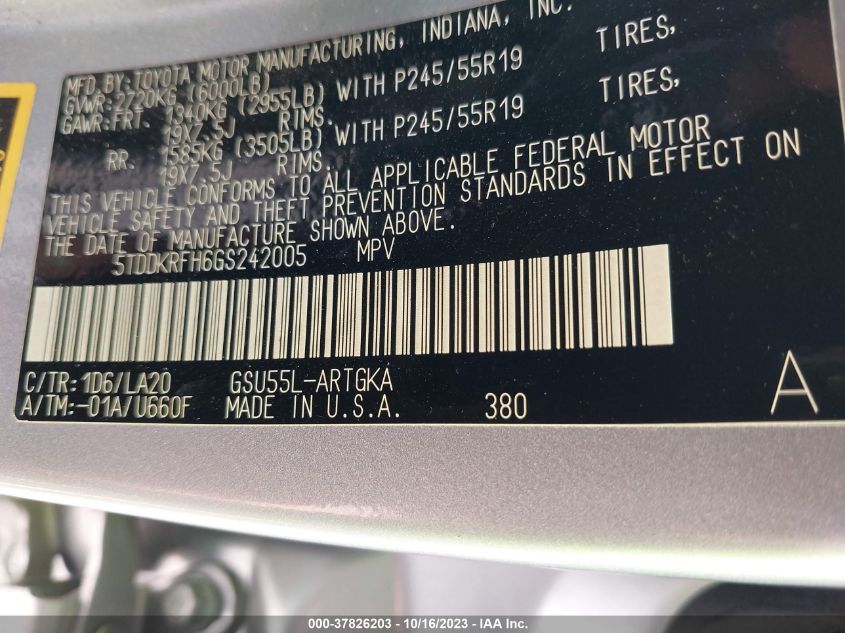 MFD.BY:TOYOTA MOTOR MANUFACTURING, INDIANA, INC.
GVWR:2720KG (6000LB)
GAWR:FRT. 1340KG (2955LB) WITH P245/55R19 TIRES,
19X7.5J RIMS.
RR. 1585KG (3505LB) WITH P245/55R19 TIRES,
19X7.5J RIMS.
THIS VEHICLE CONFORMS TO ALL APPLICABLE FEDERAL MOTOR
VEHICLE SAFETY AND THEFT PREVENTION STANDARDS IN EFFECT ON
THE DATE OF MANUFACTURE SHOWN ABOVE.
5TDDKRFH6GS242005 MPV
C/TR:1D6/LA20 GSU55L-ARTGKA
A/TM:-01A/U660F MADE IN U.S.A. 380 A
000-37826203 - 10/16/2023 - IAA Inc.